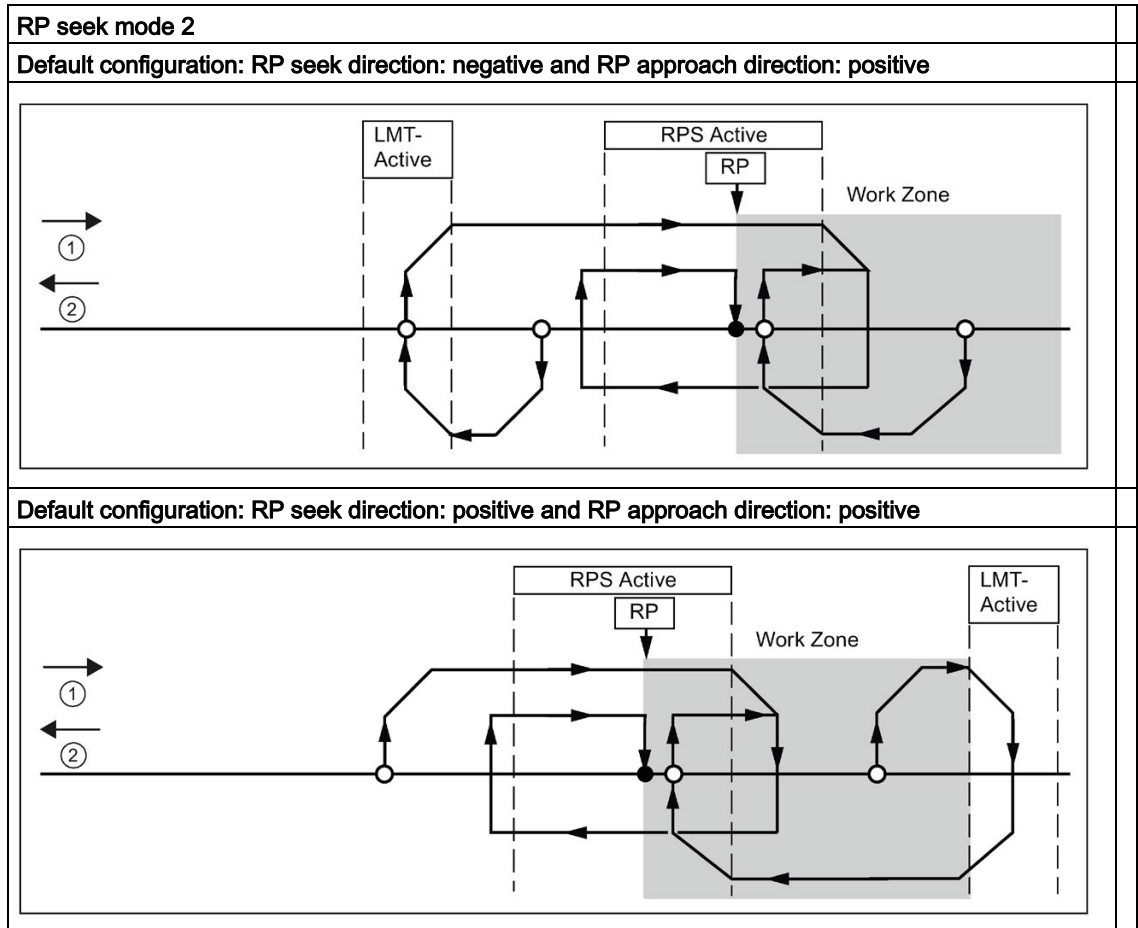 RP seek mode 2
Default configuration: RP seek direction: negative and RP approach direction: positive
LMT-
Active
RPS Active
RP
Work Zone
1
2
Default configuration: RP seek direction: positive and RP approach direction: positive
RPS Active
LMT-
Active
RP
Work Zone
1
2